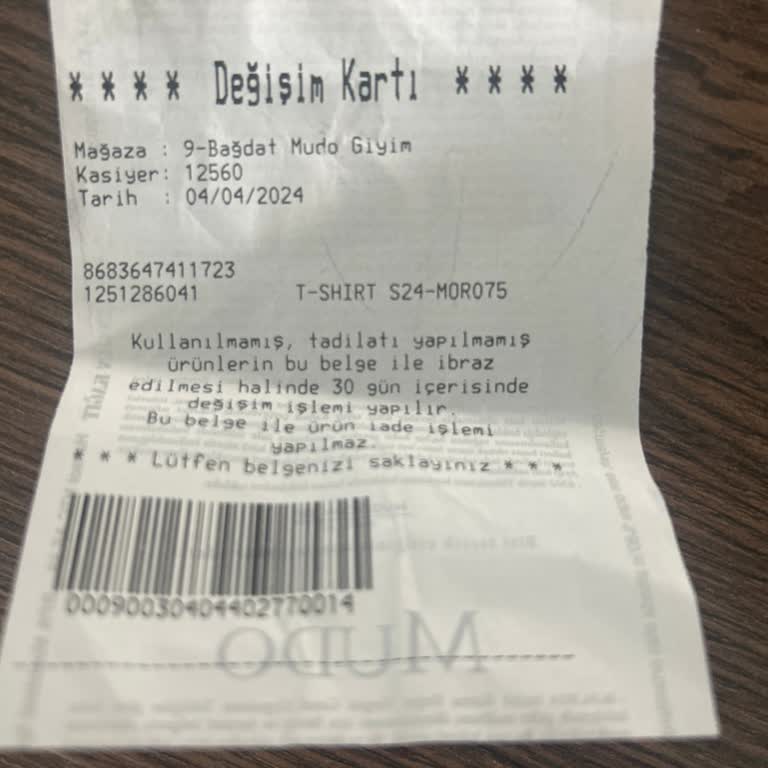 * * * * Değişim Kartı * * * *
Mağaza : 9-Bağdat Mudo Giyim
Kasiyer: 12560
Tarih : 04/04/2024
8683647411723
1251286041 T-SHIRT S24-MOR075
Kullanılmamış, tadilatı yapılmamış
ürünlerin bu belge ile ibraz
edilmesi halinde 30 gün içerisinde
değişim işlemi yapılır.
Bu belge ile ürün iade işlemi
yapılmaz.
* * * Lütfen belgenizi saklayınız * * *
00090030404402770014
MUDO